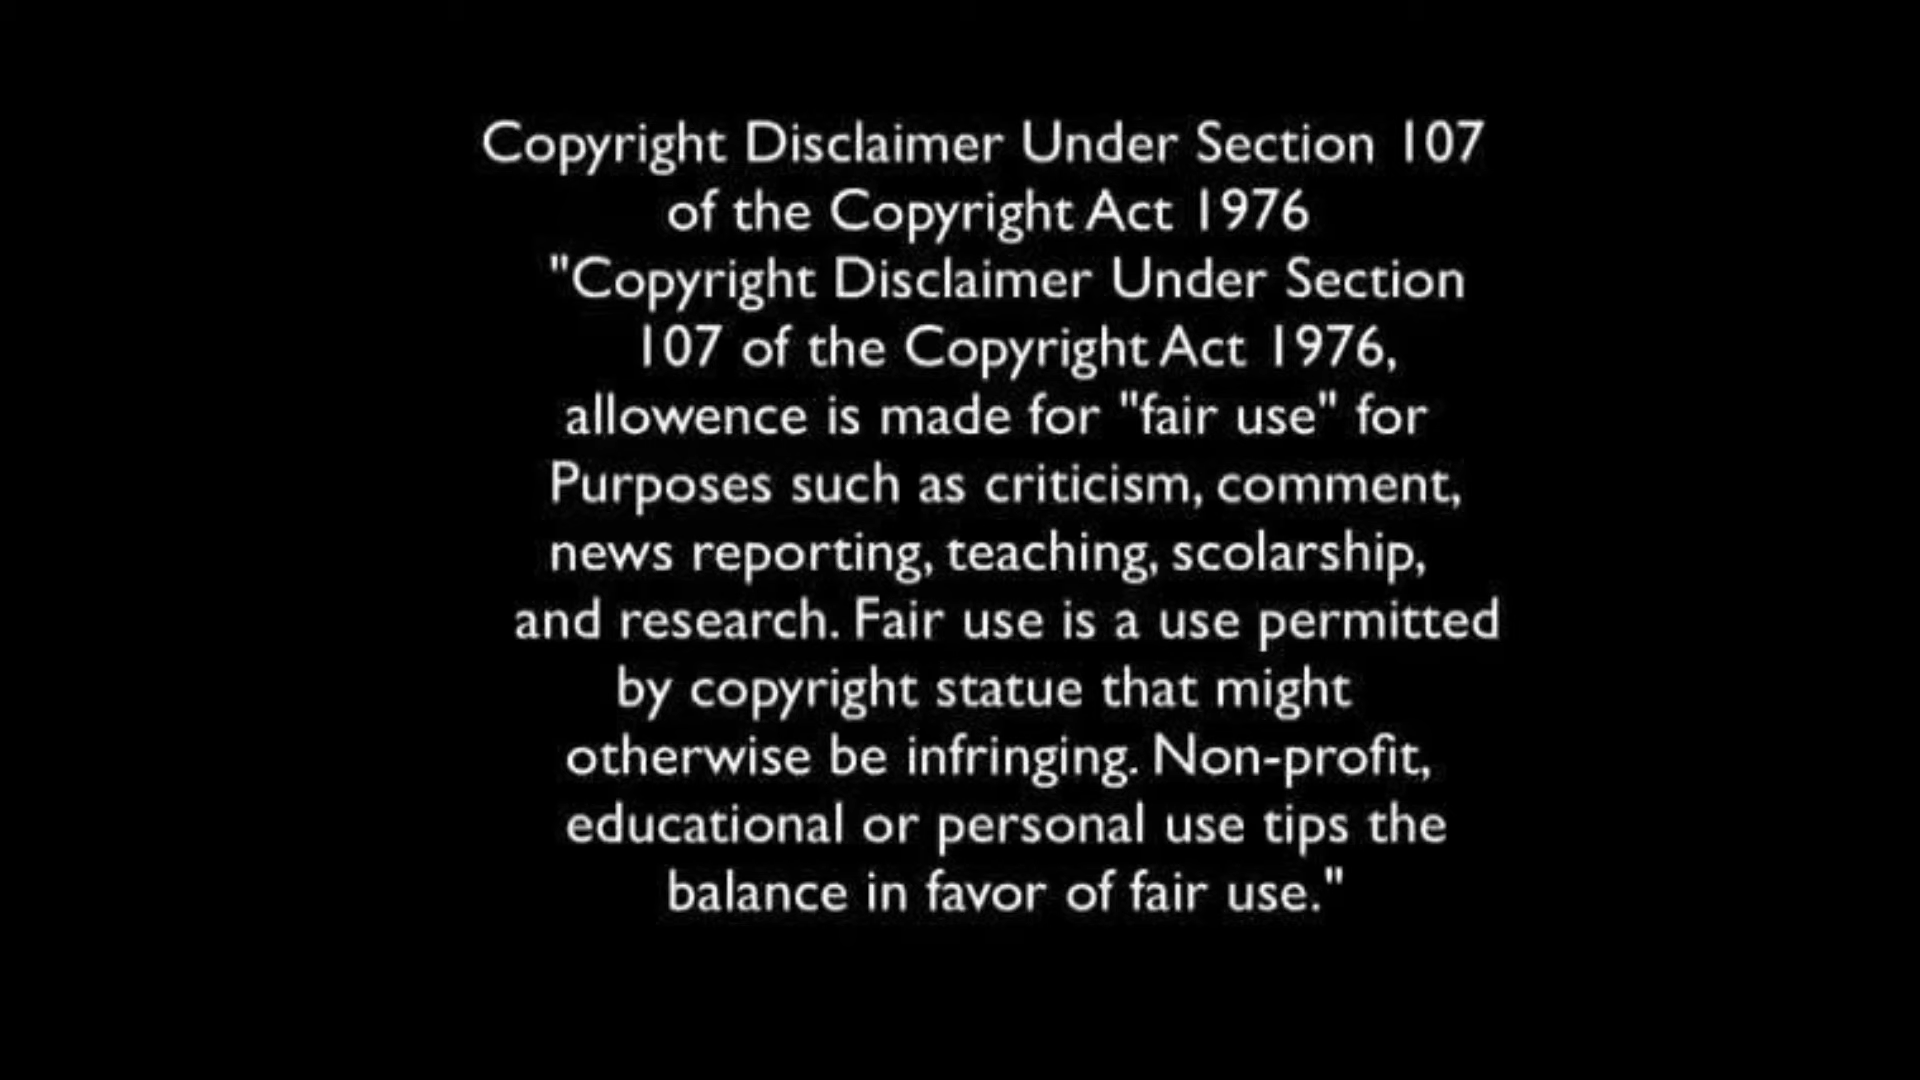 Copyright Disclaimer Under Section 107
of the Copyright Act 1976
"Copyright Disclaimer Under Section
107 of the Copyright Act 1976,
allowence is made for "fair use" for
Purposes such as criticism, comment,
news reporting, teaching, scolarship,
and research. Fair use is a use permitted
by copyright statue that might
otherwise be infringing. Non-profit,
educational or personal use tips the
balance in favor of fair use."